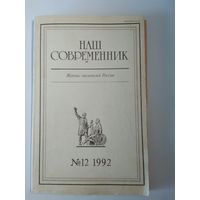 НАШ
СОВРЕМЕННИК
Журнал писателей России
№12 1992